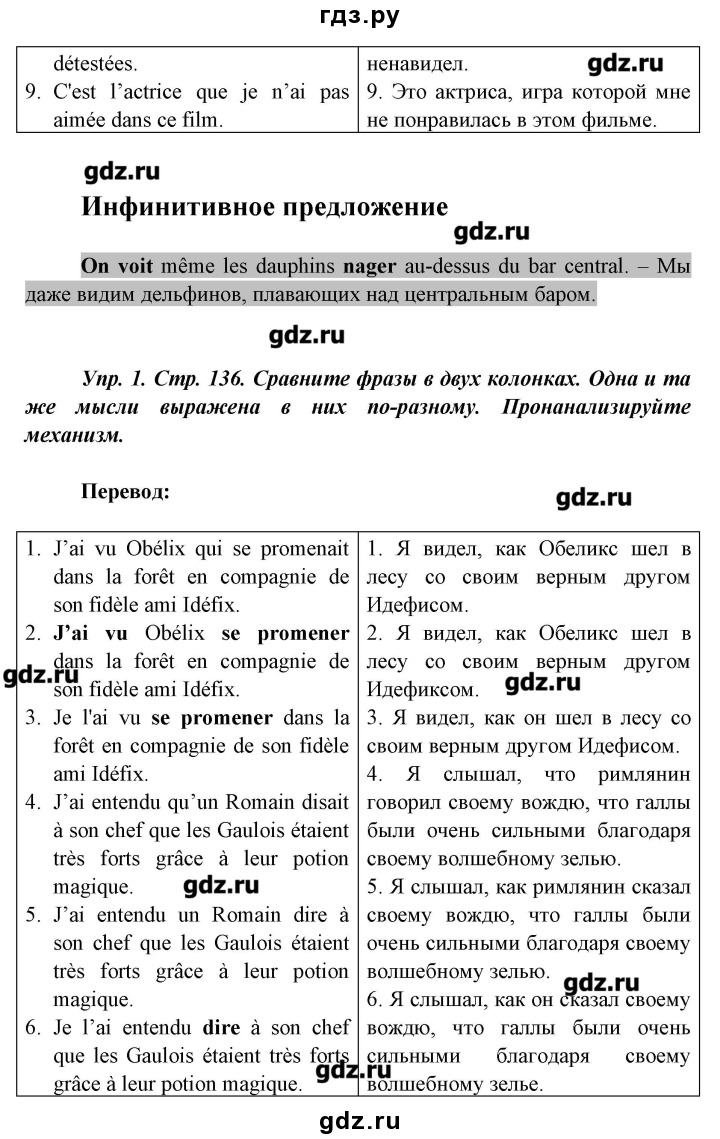 гдз.ру
détestées.
9. C'est l’actrice que je n’ai pas
aimée dans ce film.
ненавидел.
gdz.ru
9. Это актриса, игра которой мне
не понравилась в этом фильме.
gdz.ru
Инфинитивное предложение
gdz.ru
On voit même les dauphins nager au-dessus du bar central. – Мы
даже видим дельфинов, плавающих над центральным баром.
gdz.ru
Упр. 1. Стр. 136. Сравните фразы в двух колонках. Одна и та
же мысли выражена в них по-разному. Пронанализируйте
механизм.
Перевод:
gdz.ru
1. J’ai vu Obélix qui se promenait
dans la forêt en compagnie de
son fidèle ami Idéfix.
2. J’ai vu Obélix se promener
dans la forêt en compagnie de
gdz.ru
son fidèle ami Idéfix.
3. Je l'ai vu se promener dans la
forêt en compagnie de son fidèle
ami Idéfix.
4. J’ai entendu qu’un Romain disait
à son chef que les Gaulois étaient
très forts grâce à leur potion
magique.
gdz.ru
5. J’ai entendu un Romain dire à
son chef que les Gaulois étaient
très forts grâce à leur potion
magique.
6. Je l’ai entendu dire à son chef
que les Gaulois étaient très forts
grâce à leur potion magique.
gdz.ru
1. Я видел, как Обеликс шел в
лесу со своим верным другом
Идефисом.
2. Я видел, как Обеликс шел в
лесу со своим верным другом
Идефиксом.
gdz.ru
3. Я видел, как он шел в лесу со
своим верным другом Идефисом.
4. Я слышал, что римлянин
говорил своему вождю, что галлы
были очень сильными благодаря
своему волшебному зелью.
5. Я слышал, как римлянин сказал
своему вождю, что галлы были
очень сильными благодаря своему
волшебному зелью.
gdz.ru
6. Я слышал, как он сказал своему
вождю, что галлы были очень
сильными благодаря своему
волшебному зелье.
gdz.ru